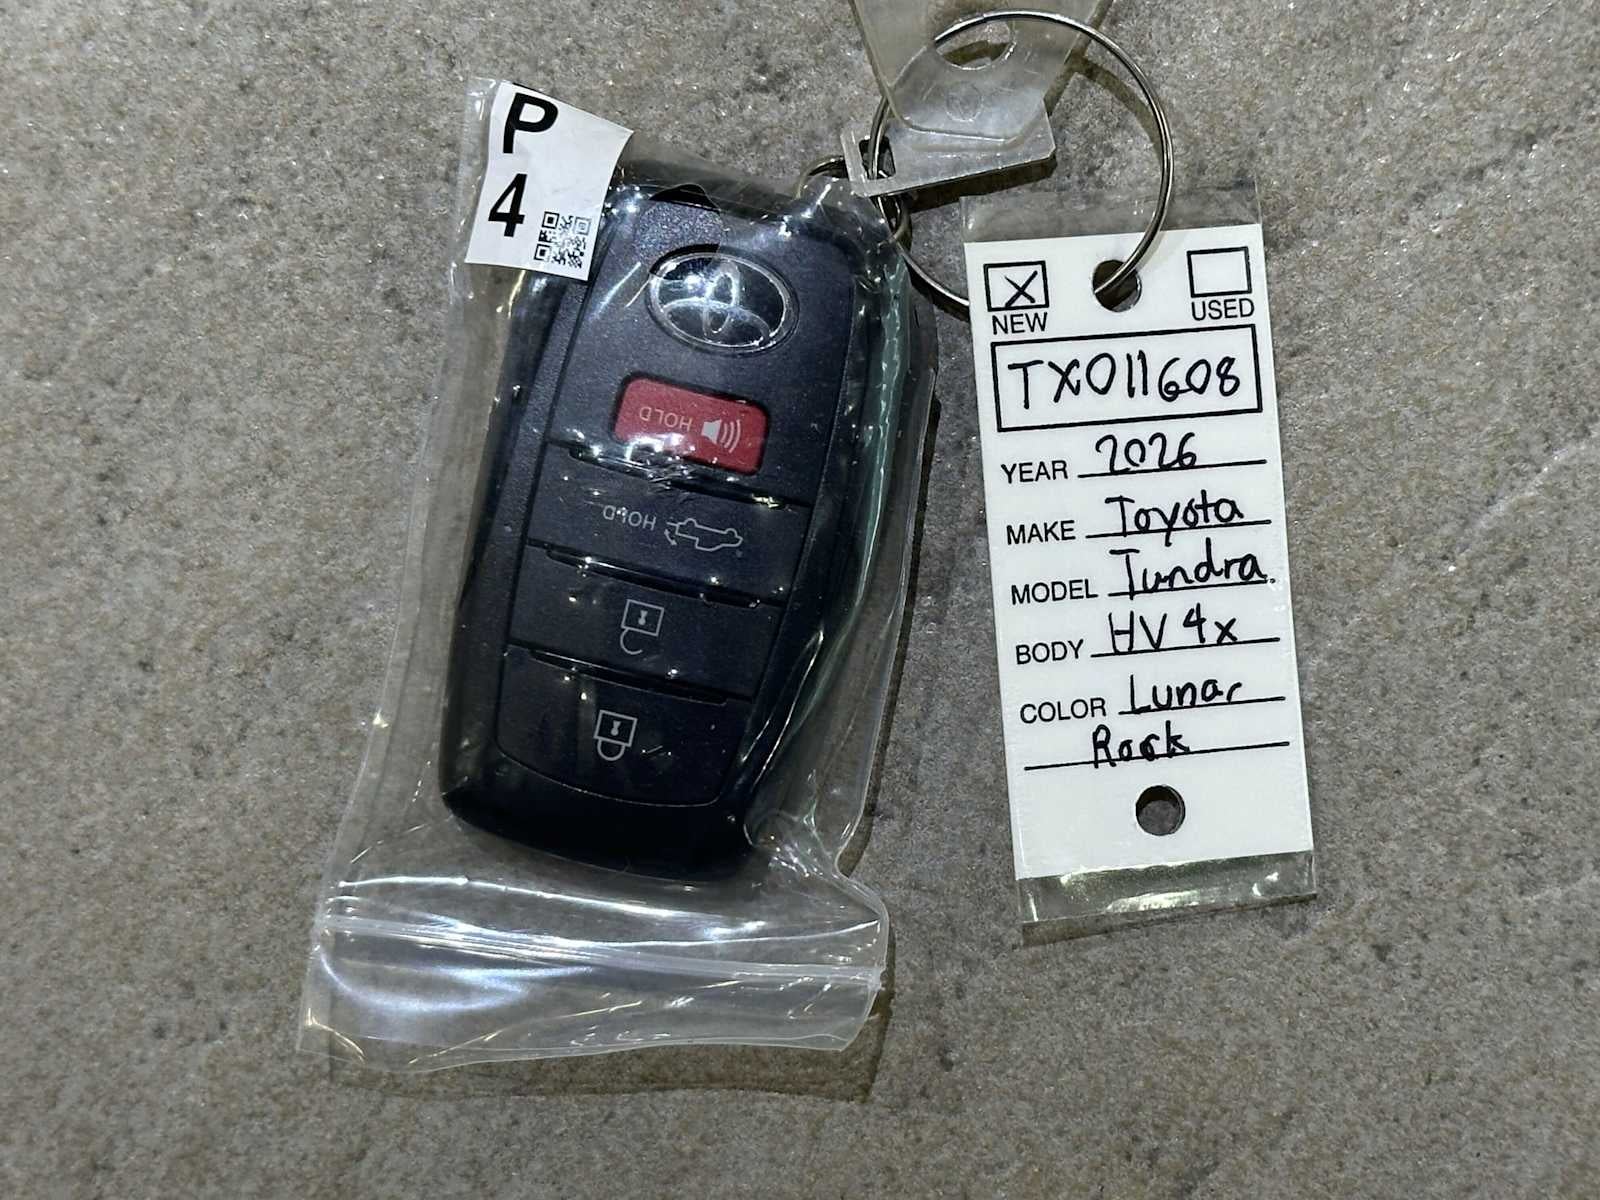 P
4
HOLD
HOLD
NEW
USED
TX011608
YEAR 2026
MAKE Toyota
MODEL Tundra.
BODY HV 4x
COLOR Lunar
Rock